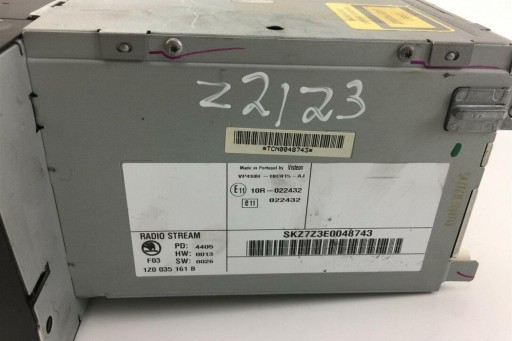 Z2123
*TCN0048743*
Made in Portugal by Visteon
E11 10R-022432
e11 022432
RADIO STREAM
PD: 4405
F03 HW: 0013
SW: 0026
1Z0 035 161 B
SKZ7Z3E0048743